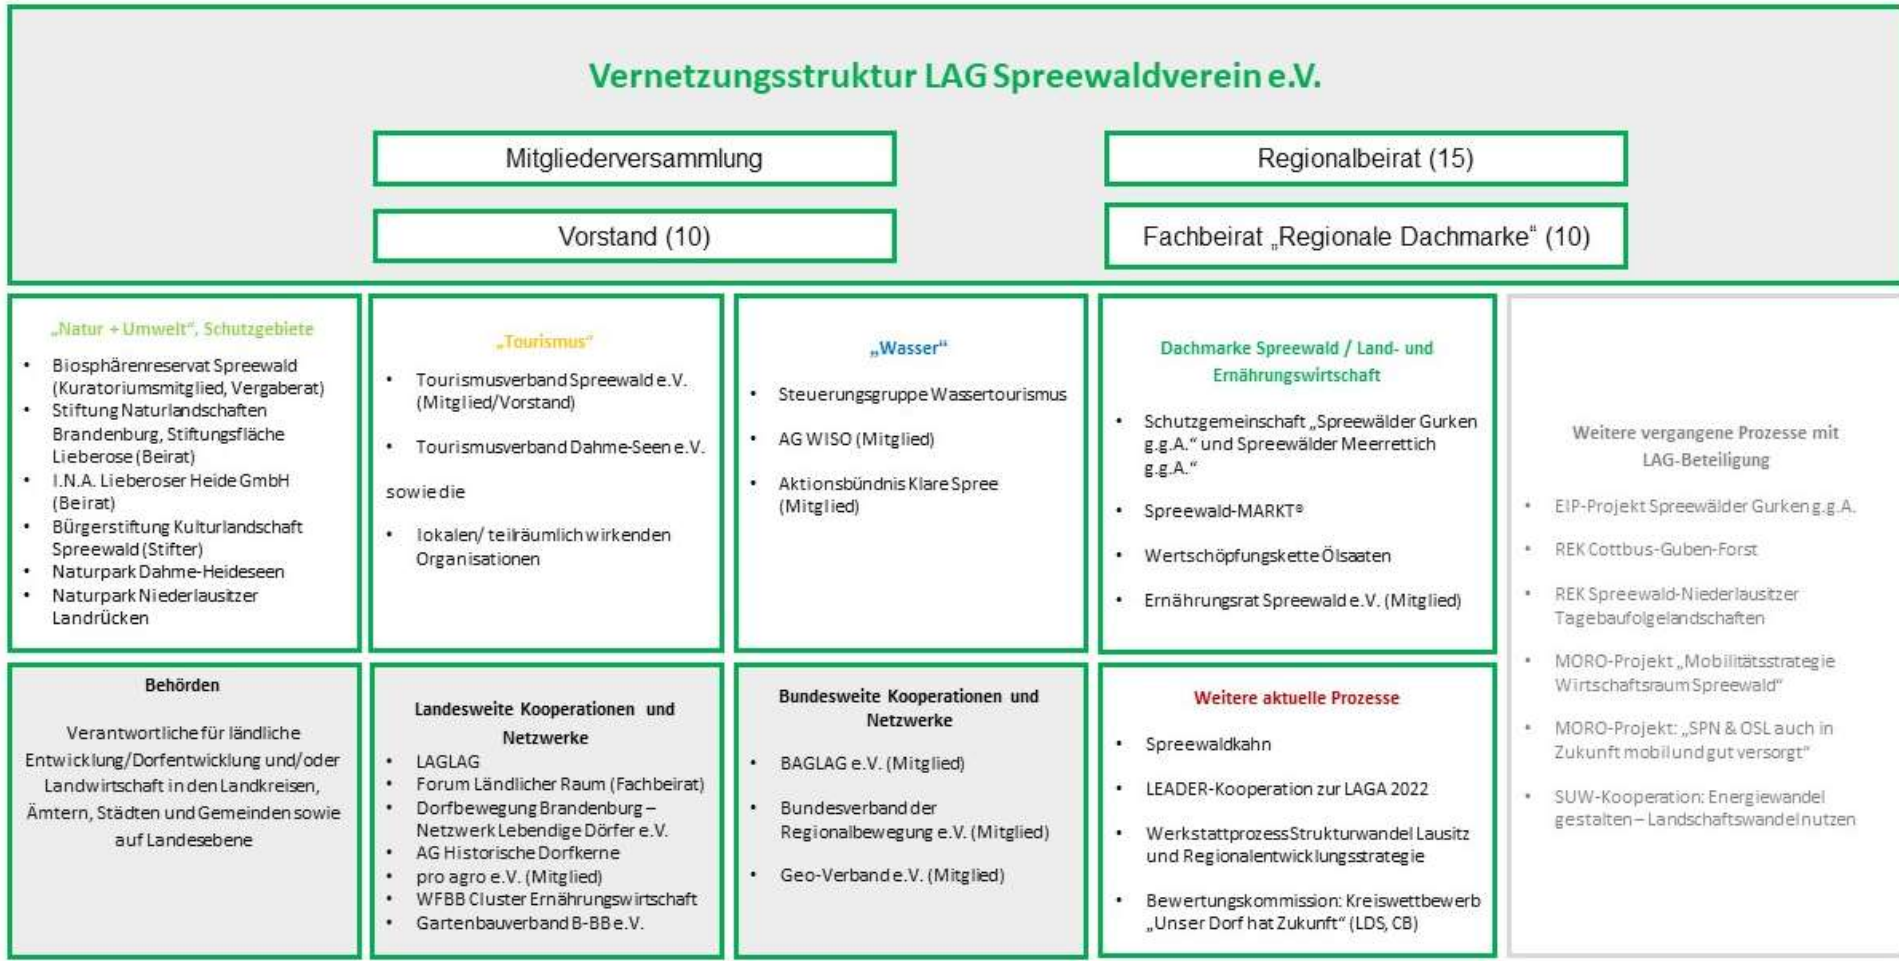 Vernetzungsstruktur LAG Spreewaldverein e.V.
Mitgliederversammlung
Regionalbeirat (15)
Vorstand (10)
Fachbeirat „Regionale Dachmarke“ (10)
„Natur + Umwelt“, Schutzgebiete
• Biosphärenreservat Spreewald
(Kuratoriumsmitglied, Vergaberat)
• Stiftung Naturlandschaften
Brandenburg, Stiftungsfläche
Lieberose (Beirat)
• I.N.A. Lieberoser Heide GmbH
(Beirat)
• Bürgerstiftung Kulturlandschaft
Spreewald (Stifter)
• Naturpark Dahme-Heideseen
• Naturpark Niederlausitzer
Landrücken
„Tourismus“
• Tourismusverband Spreewald e.V.
(Mitglied/Vorstand)
• Tourismusverband Dahme-Seen e.V.
sowie die
• lokalen/ teilräumlich wirkenden
Organisationen
„Wasser“
• Steuerungsgruppe Wassertourismus
• AG WISO (Mitglied)
• Aktionsbündnis Klare Spree
(Mitglied)
Dachmarke Spreewald / Land- und
Ernährungswirtschaft
• Schutzgemeinschaft „Spreewälder Gurken
g.g.A.“ und Spreewälder Meerrettich
g.g.A.“
• Spreewald-MARKT®
• Wertschöpfungskette Ölsaaten
• Ernährungsrat Spreewald e.V. (Mitglied)
Weitere vergangene Prozesse mit
LAG-Beteiligung
• EIP-Projekt Spreewälder Gurken g.g.A.
• REK Cottbus-Guben-Forst
• REK Spreewald-Niederlausitzer
Tagebaufolgelandschaften
• MORO-Projekt „Mobilitätsstrategie
Wirtschaftsraum Spreewald“
• MORO-Projekt: „SPN & OSL auch in
Zukunft mobil und gut versorgt“
• SUW-Kooperation: Energiewandel
gestalten – Landschaftswandel nutzen
Behörden
Verantwortliche für ländliche
Entwicklung/Dorfentwicklung und/oder
Landwirtschaft in den Landkreisen,
Ämtern, Städten und Gemeinden sowie
auf Landesebene
Landesweite Kooperationen und
Netzwerke
• LAGLAG
• Forum Ländlicher Raum (Fachbeirat)
• Dorfbewegung Brandenburg –
Netzwerk Lebendige Dörfer e.V.
• AG Historische Dorfkerne
• pro agro e.V. (Mitglied)
• WFBB Cluster Ernährungswirtschaft
• Gartenbauverband B-BB e.V.
Bundesweite Kooperationen und
Netzwerke
• BAGLAG e.V. (Mitglied)
• Bundesverband der
Regionalbewegung e.V. (Mitglied)
• Geo-Verband e.V. (Mitglied)
Weitere aktuelle Prozesse
• Spreewaldkahn
• LEADER-Kooperation zur LAGA 2022
• Werkstattprozess Strukturwandel Lausitz
und Regionalentwicklungsstrategie
• Bewertungskommission: Kreiswettbewerb
„Unser Dorf hat Zukunft“ (LDS, CB)